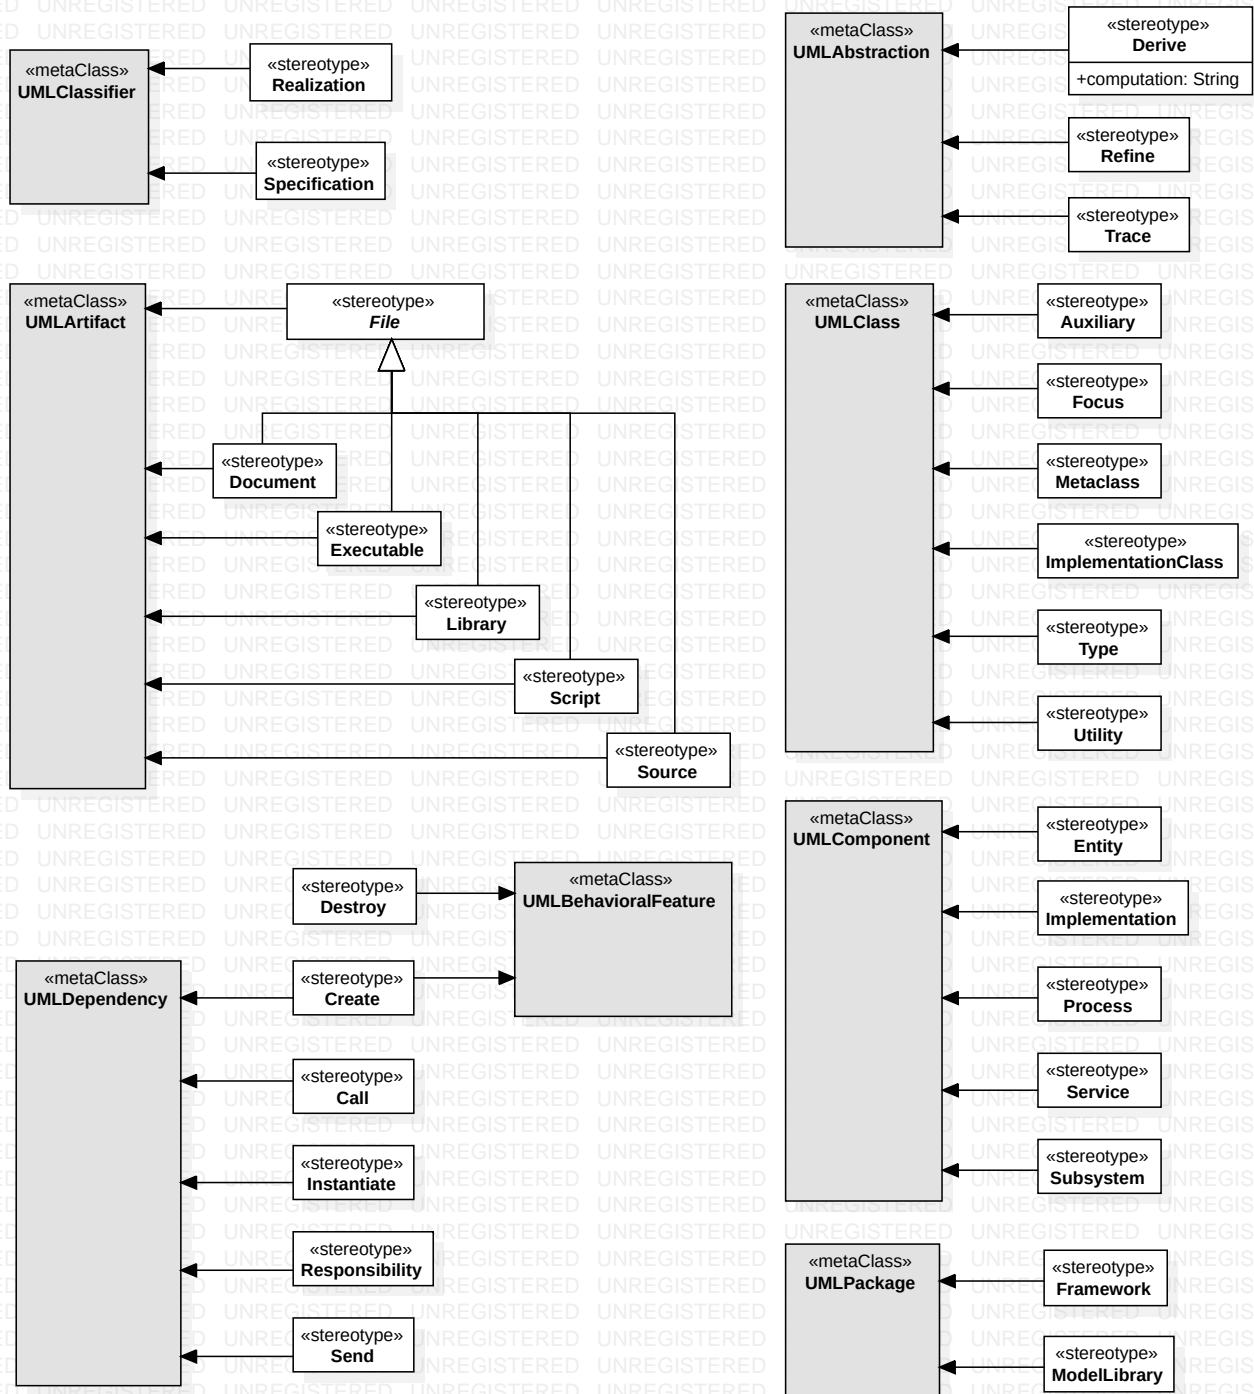 «metaClass»
UMLClassifier
«stereotype»
Realization
«stereotype»
Specification
«metaClass»
UMLAbstraction
«stereotype»
Derive
+computation: String
«stereotype»
Refine
«stereotype»
Trace
«metaClass»
UMLArtifact
«stereotype»
File
«stereotype»
Document
«stereotype»
Executable
«stereotype»
Library
«stereotype»
Script
«stereotype»
Source
«metaClass»
UMLClass
«stereotype»
Auxiliary
«stereotype»
Focus
«stereotype»
Metaclass
«stereotype»
ImplementationClass
«stereotype»
Type
«stereotype»
Utility
«stereotype»
Destroy
«metaClass»
UMLBehavioralFeature
«metaClass»
UMLDependency
«stereotype»
Create
«stereotype»
Call
«stereotype»
Instantiate
«stereotype»
Responsibility
«stereotype»
Send
«metaClass»
UMLComponent
«stereotype»
Entity
«stereotype»
Implementation
«stereotype»
Process
«stereotype»
Service
«stereotype»
Subsystem
«metaClass»
UMLPackage
«stereotype»
Framework
«stereotype»
ModelLibrary
UNREGISTERED